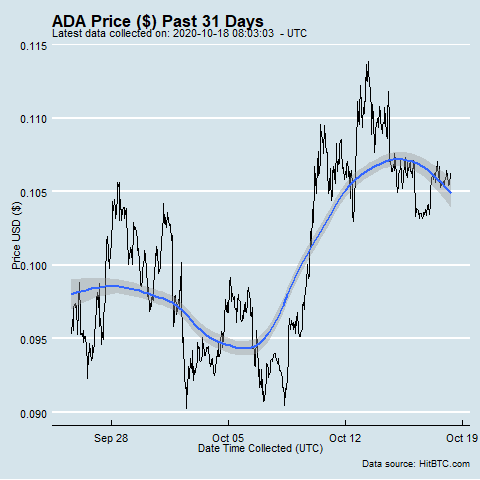 ADA Price ($) Past 31 Days
Latest data collected on: 2020-10-18 08:03:03 - UTC
0.115
0.110
0.105
0.100
0.095
0.090
Price USD ($)
Sep 28
Oct 05
Oct 12
Oct 19
Date Time Collected (UTC)
Data source: HitBTC.com